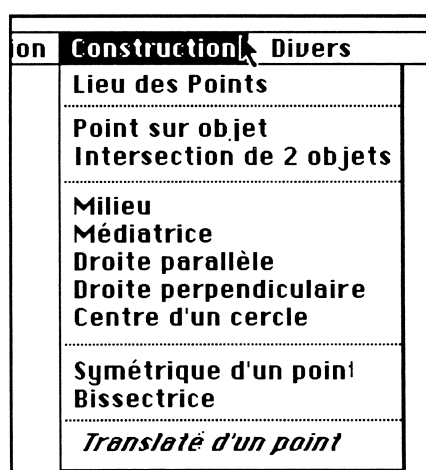 ion Construction Divers
Lieu des Points
Point sur objet
Intersection de 2 objets
Milieu
Médiatrice
Droite parallèle
Droite perpendiculaire
Centre d'un cercle
Symétrique d'un point
Bissectrice
Translaté d'un point